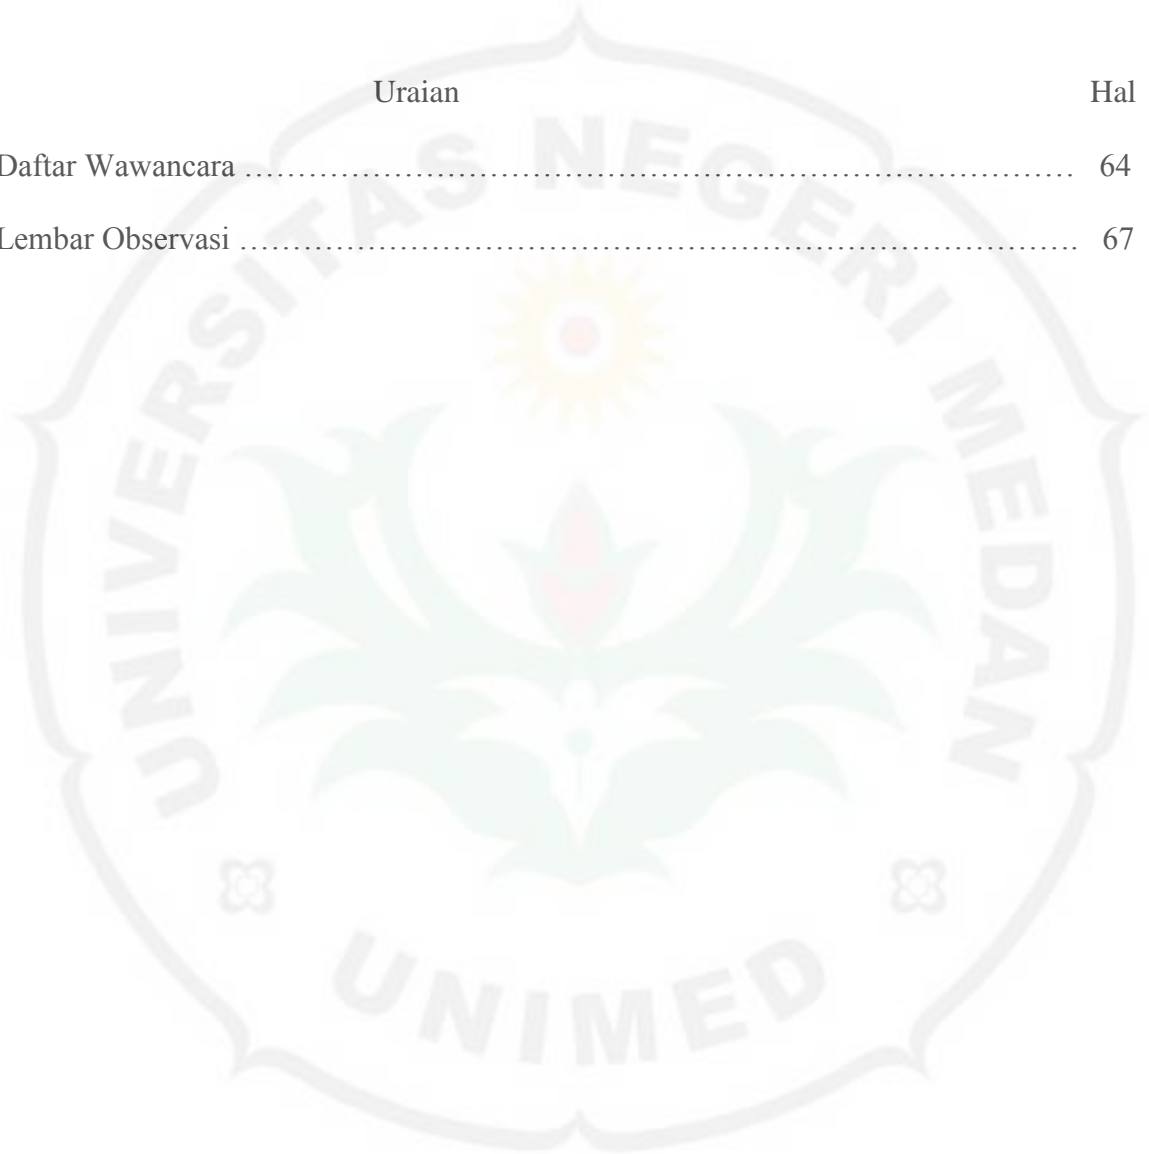 Uraian Hal
Daftar Wawancara ………………………………………………………………… 64
Lembar Observasi ………………………………………………………………… 67
UNIVERSITAS NEGERI MEDAN
UNIMED